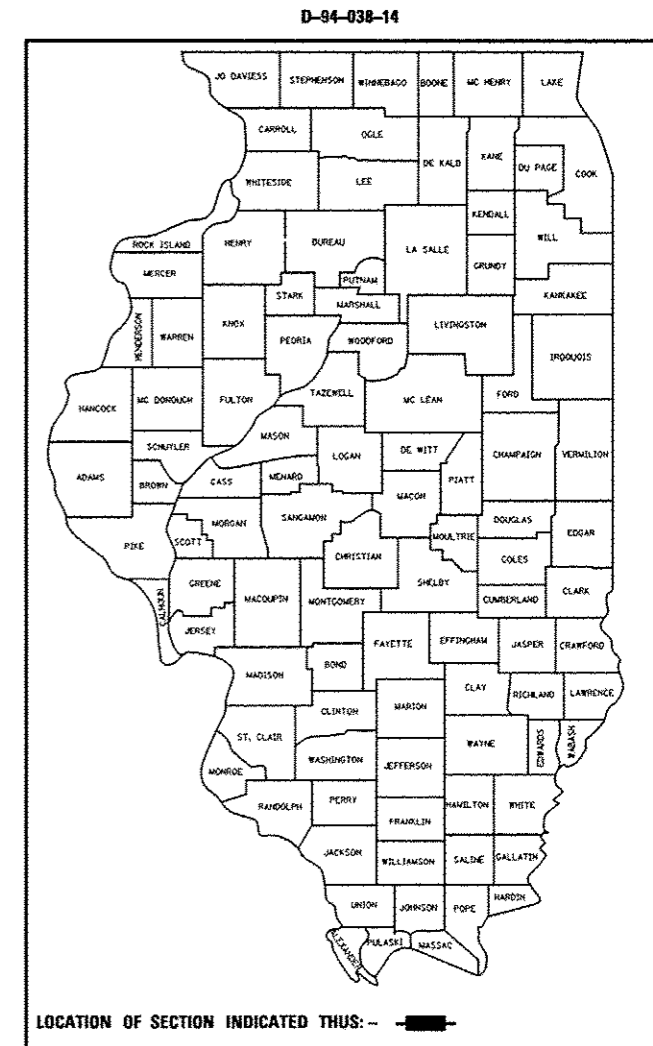 D-94-038-14
JO DAVIESS STEPHENSON WINNEBAGO BOONE MC HENRY LAKE
CARROLL OGLE DE KALB KANE DU PAGE COOK
WHITESIDE LEE KENDALL WILL
ROCK ISLAND HENRY BUREAU LA SALLE GRUNDY
MERCER PUTNAM KANKAKEE
STARK MARSHALL
HENDERSON WARREN KNOX PEORIA WOODFORD LIVINGSTON IROQUOIS
HANCOCK MC DONOUGH FULTON TAZEWELL MC LEAN FORD
SCHUYLER MASON LOGAN DE WITT CHAMPAIGN VERMILION
ADAMS BROWN CASS MENARD MACON PIATT
PIKE SCOTT MORGAN SANGAMON CHRISTIAN MOULTRIE DOUGLAS EDGAR
COLES
CALHOUN GREENE MACOUPIN MONTGOMERY SHELBY CUMBERLAND CLARK
JERSEY FAYETTE EFFINGHAM JASPER CRAWFORD
MADISON BOND
CLAY RICHLAND LAWRENCE
CLINTON MARION
ST. CLAIR WAYNE EDWARDS WABASH
MONROE WASHINGTON JEFFERSON
RANDOLPH PERRY HAMILTON WHITE
FRANKLIN
JACKSON WILLIAMSON SALINE GALLATIN
UNION JOHNSON POPE HARDIN
ALEXANDER PULASKI MASSAC
LOCATION OF SECTION INDICATED THUS: -